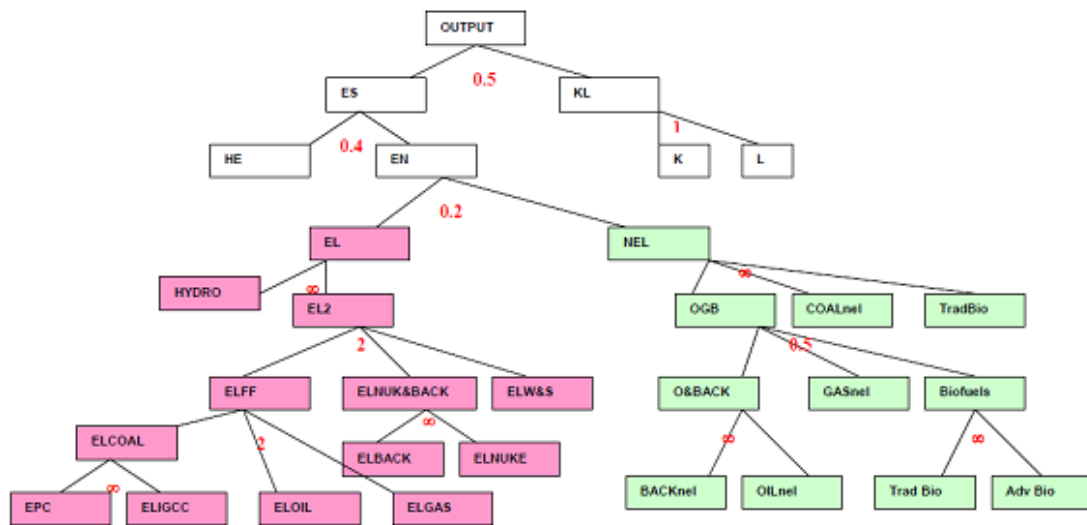 OUTPUT
0.5
ES
KL
0.4
1
HE
EN
K
L
0.2
EL
NEL
∞
HYDRO
∞
EL2
OGB
COALnel
TradBio
2
0.5
ELFF
ELNUK&BACK
ELW&S
O&BACK
GASnel
Biofuels
∞
ELCOAL
2
∞
∞
ELBACK
ELNUKE
∞
EPC
ELIGCC
ELOIL
ELGAS
BACKnel
OILnel
Trad Bio
Adv Bio